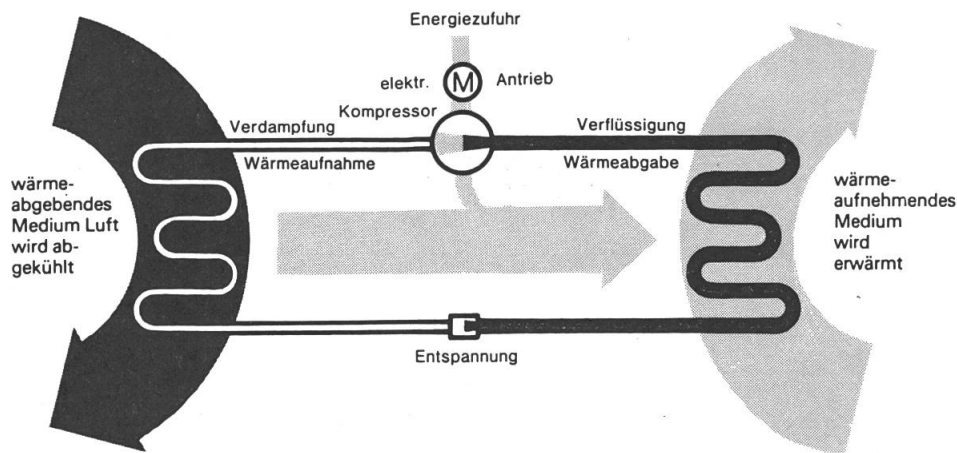 Energiezufuhr
elektr. M Antrieb
Kompressor
Verdampfung
Verflüssigung
Wärmeaufnahme
Wärmeabgabe
wärme-
abgebendes
Medium Luft
wird ab-
gekühlt
wärme-
aufnehmendes
Medium
wird
erwärmt
Entspannung